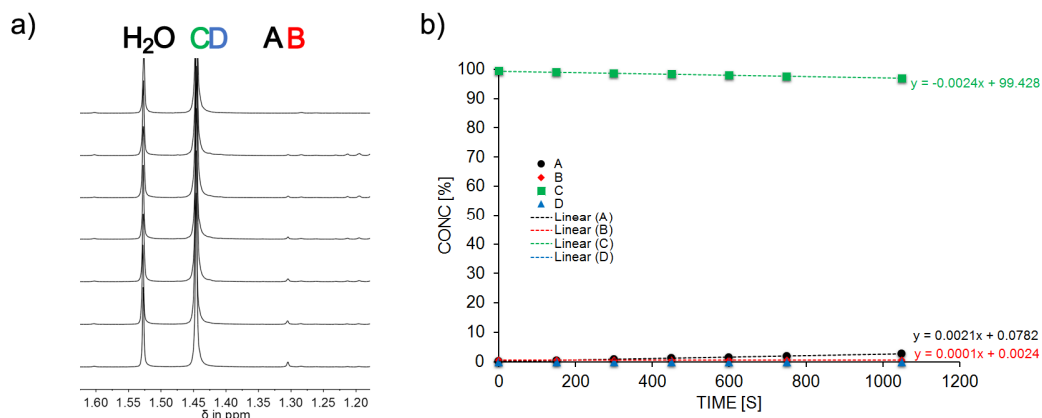 a)
H₂O CD A B
1.60 1.55 1.50 1.45 1.40 1.35 1.30 1.25 1.20
δ in ppm
b)
CONC [%]
100
90
80
70
60
50
40
30
20
10
0
y = -0.0024x + 99.428
A
B
C
D
Linear (A)
Linear (B)
Linear (C)
Linear (D)
y = 0.0021x + 0.0782
y = 0.0001x + 0.0024
0 200 400 600 800 1000 1200
TIME [S]